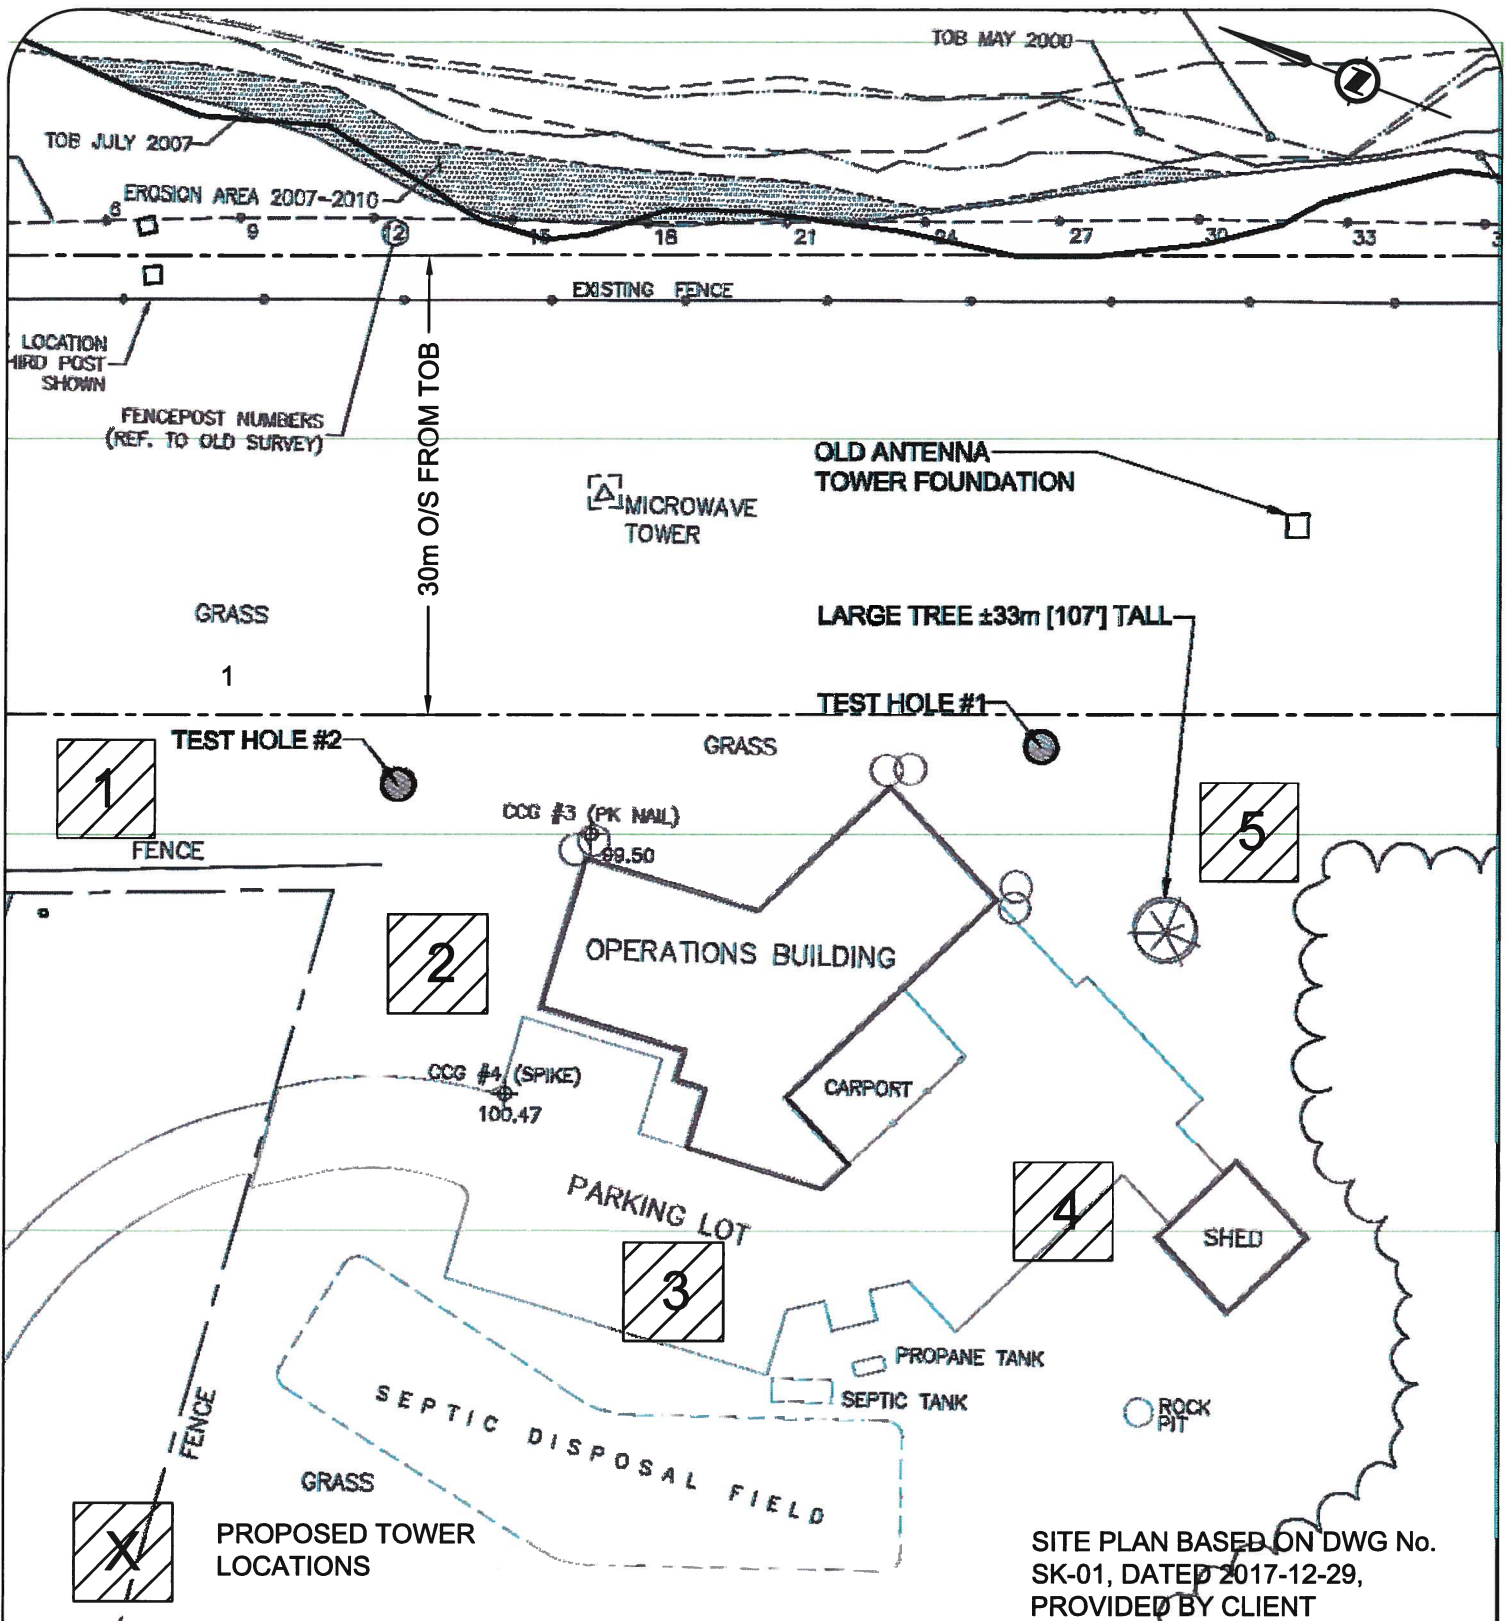 TOB MAY 2000
Z
TOB JULY 2007
EROSION AREA 2007-2010
6
9
12
15
18
21
24
27
30
33
EXISTING FENCE
LOCATION
POST
SHOWN
FENCEPOST NUMBERS
(REF. TO OLD SURVEY)
30m O/S FROM TOB
OLD ANTENNA
TOWER FOUNDATION
MICROWAVE
TOWER
GRASS
1
LARGE TREE ±33m [107'] TALL
TEST HOLE #1
TEST HOLE #2
GRASS
1
CCG #3 (PK NAIL)
99.50
5
FENCE
2
OPERATIONS BUILDING
CCG #4 (SPIKE)
100.47
CARPORT
PARKING LOT
4
SHED
3
PROPANE TANK
SEPTIC TANK
ROCK
PIT
SEPTIC DISPOSAL FIELD
FENCE
GRASS
X
PROPOSED TOWER
LOCATIONS
SITE PLAN BASED ON DWG No.
SK-01, DATED 2017-12-29,
PROVIDED BY CLIENT